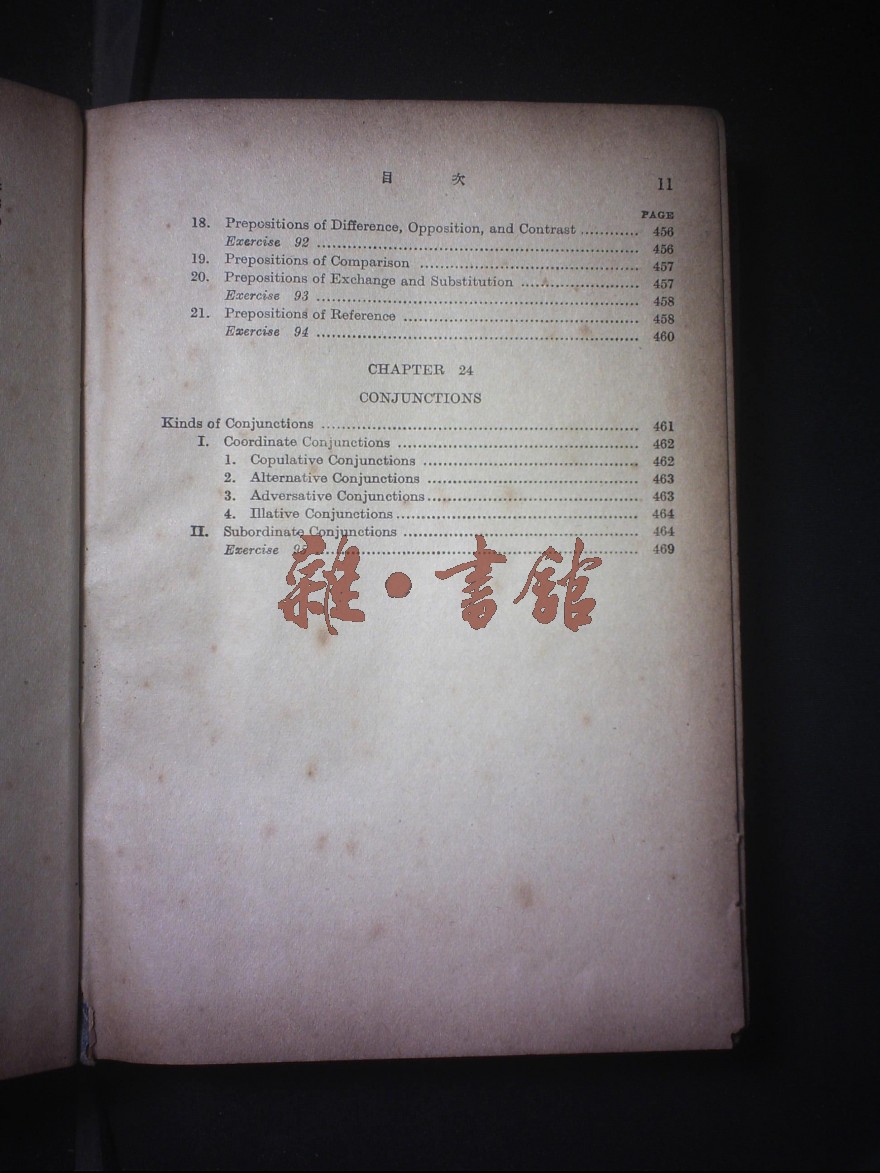 目 次 11
PAGE
18. Prepositions of Difference, Opposition, and Contrast ............ 456
Exercise 92 ............ 456
19. Prepositions of Comparison ............ 457
20. Prepositions of Exchange and Substitution ............ 457
Exercise 93 ............ 458
21. Prepositions of Reference ............ 458
Exercise 94 ............ 460
CHAPTER 24
CONJUNCTIONS
Kinds of Conjunctions ............ 461
I. Coordinate Conjunctions ............ 462
1. Copulative Conjunctions ............ 462
2. Alternative Conjunctions ............ 463
3. Adversative Conjunctions ............ 463
4. Illative Conjunctions ............ 464
II. Subordinate Conjunctions ............ 464
Exercise ............ 469
雜·書館